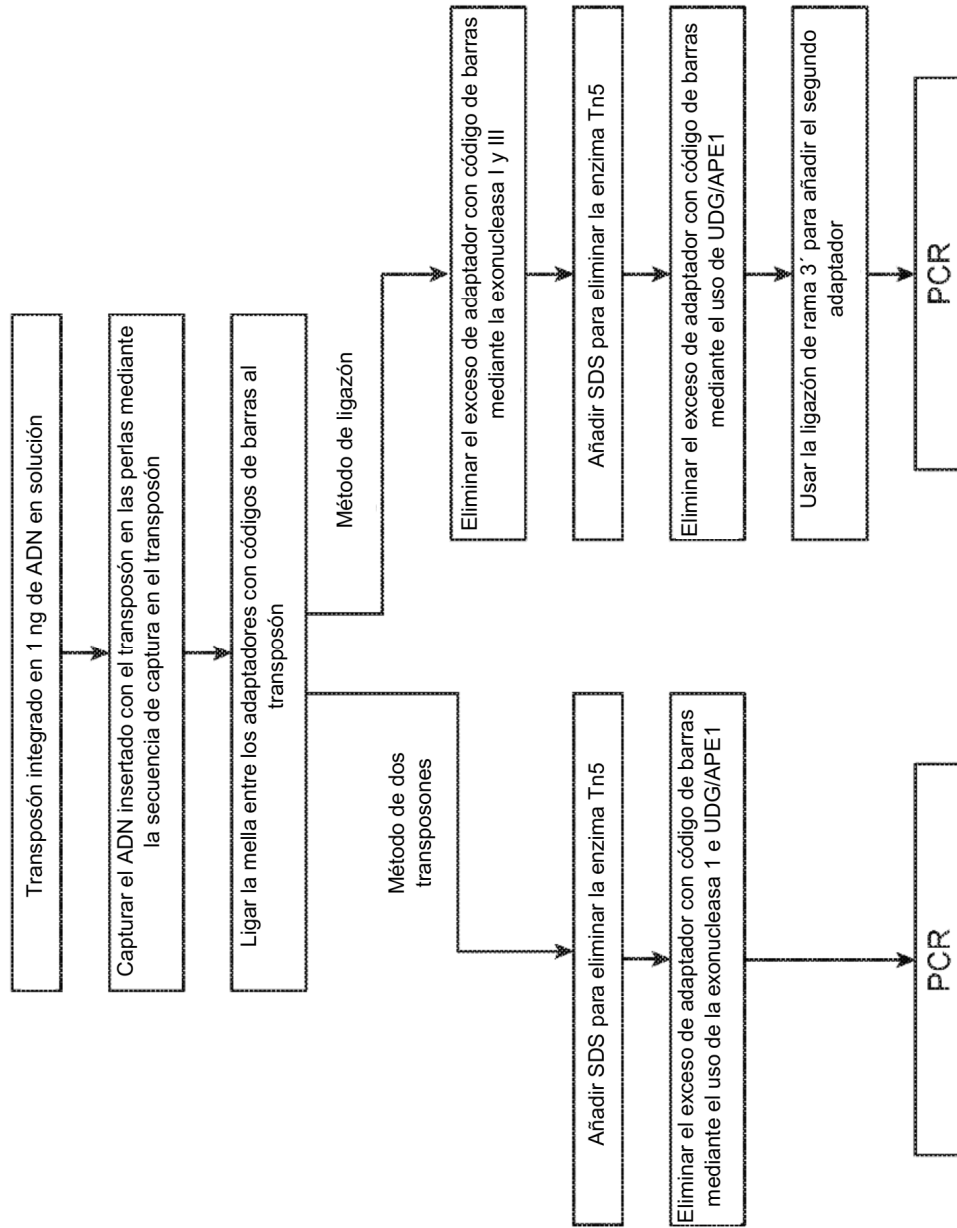 Transposón integrado en 1 ng de ADN en solución
Capturar el ADN insertado con el transposón en las perlas mediante
la secuencia de captura en el transposón
Ligar la mella entre los adaptadores con códigos de barras al
transposón
Método de dos
transposones
Añadir SDS para eliminar la enzima Tn5
Eliminar el exceso de adaptador con código de barras
mediante el uso de la exonucleasa 1 e UDG/APE1
PCR
Método de ligazón
Eliminar el exceso de adaptador con código de barras
mediante la exonucleasa I y III
Añadir SDS para eliminar la enzima Tn5
Eliminar el exceso de adaptador con código de barras
mediante el uso de UDG/APE1
Usar la ligazón de rama 3´ para añadir el segundo
adaptador
PCR